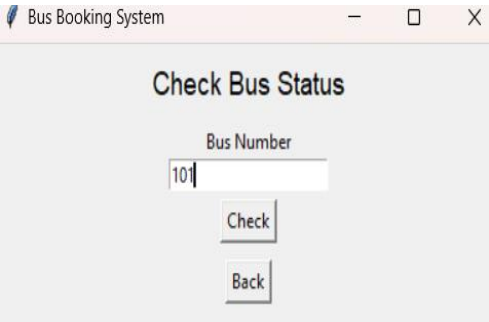 Bus Booking System
Check Bus Status
Bus Number
101
Check
Back